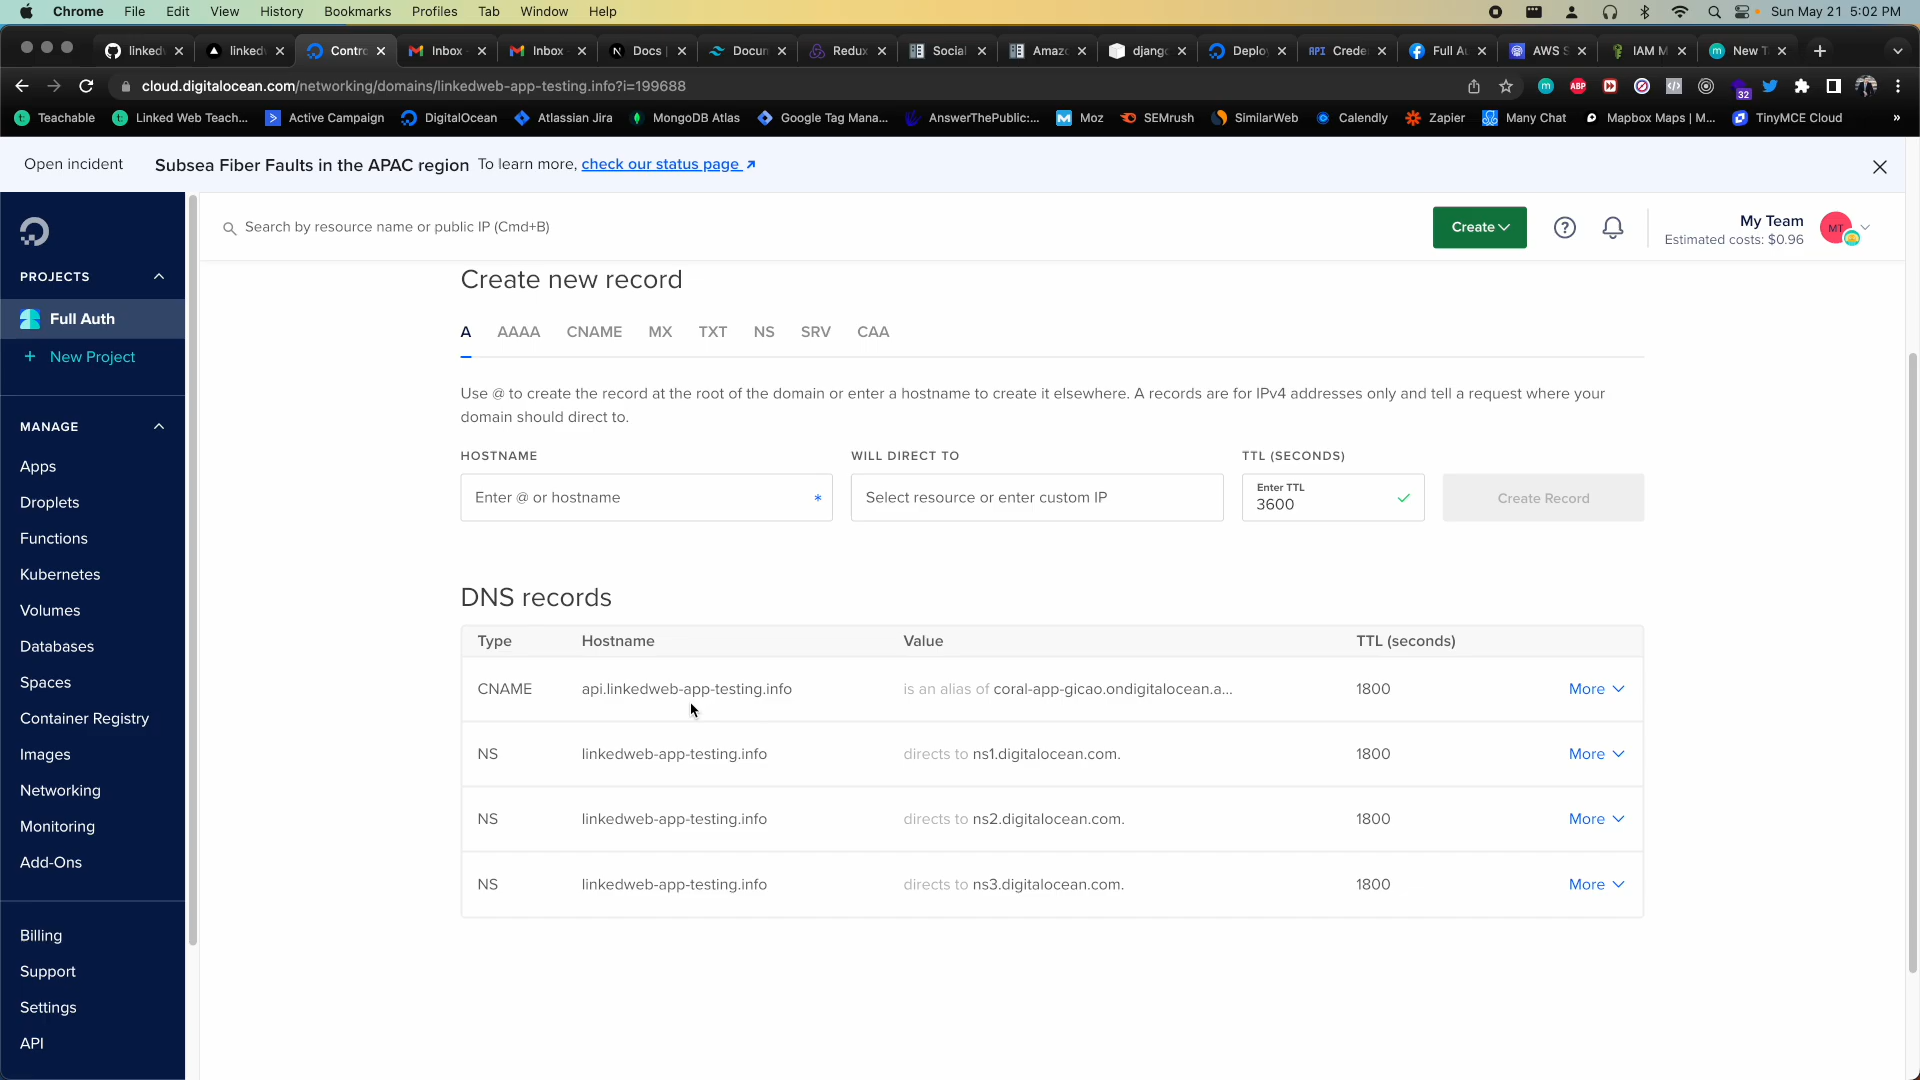 Chrome File Edit View History Bookmarks Profiles Tab Window Help Sun May 21 5:02 PM
linked Contro Inbox - Inbox - Docs | Docum Redux Social Amazo django Deploy API Crede Full Au AWS S IAM M New T
cloud.digitalocean.com/networking/domains/linkedweb-app-testing.info?i=199688 ABP 32
Teachable Linked Web Teach... Active Campaign DigitalOcean Atlassian Jira MongoDB Atlas Google Tag Mana... AnswerThePublic:... Moz SEMrush SimilarWeb Calendly Zapier Many Chat Mapbox Maps | M... TinyMCE Cloud »
Open incident Subsea Fiber Faults in the APAC region To learn more, check our status page
Search by resource name or public IP (Cmd+B)
Create
My Team
Estimated costs: $0.96
MT
PROJECTS
Full Auth
+ New Project
MANAGE
Apps
Droplets
Functions
Kubernetes
Volumes
Databases
Spaces
Container Registry
Images
Networking
Monitoring
Add-Ons
Billing
Support
Settings
API
Create new record
A AAAA CNAME MX TXT NS SRV CAA
Use @ to create the record at the root of the domain or enter a hostname to create it elsewhere. A records are for IPv4 addresses only and tell a request where your
domain should direct to.
HOSTNAME WILL DIRECT TO TTL (SECONDS)
Enter @ or hostname * Select resource or enter custom IP Enter TTL
3600
Create Record
DNS records
Type Hostname Value TTL (seconds)
CNAME api.linkedweb-app-testing.info is an alias of coral-app-gicao.ondigitalocean.a... 1800 More
NS linkedweb-app-testing.info directs to ns1.digitalocean.com. 1800 More
NS linkedweb-app-testing.info directs to ns2.digitalocean.com. 1800 More
NS linkedweb-app-testing.info directs to ns3.digitalocean.com. 1800 More